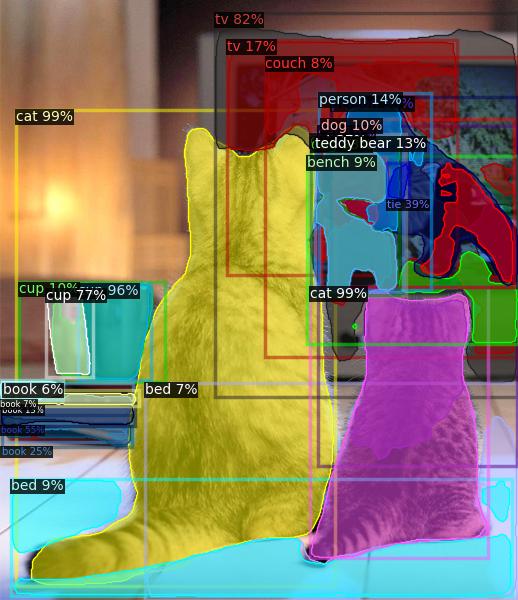 tv 82%
tv 17%
couch 8%
person 14%
cat 99%
dog 10%
teddy bear 13%
bench 9%
tie 39%
cup 10%
96%
cup 77%
cat 99%
book 6%
bed 7%
book 7%
book 15%
book 55%
book 25%
bed 9%